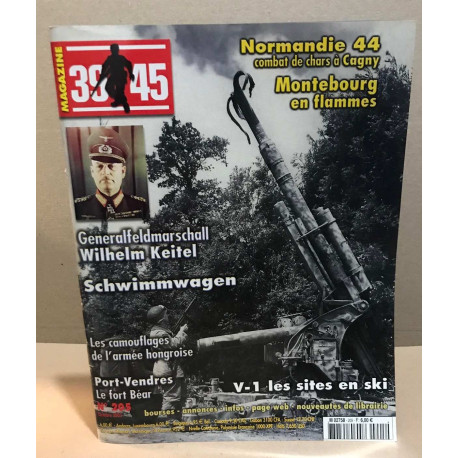 MAGAZINE
39 45
Normandie 44
combat de chars à Cagny
Montebourg
en flammes
Generalfeldmarschall
Wilhelm Keitel
Schwimmwagen
Les camouflages
de l'armée hongroise
Port-Vendres
Le fort Béar
V-1 les sites en ski
bourses - annonces - infos - page web - nouveautes de librairie